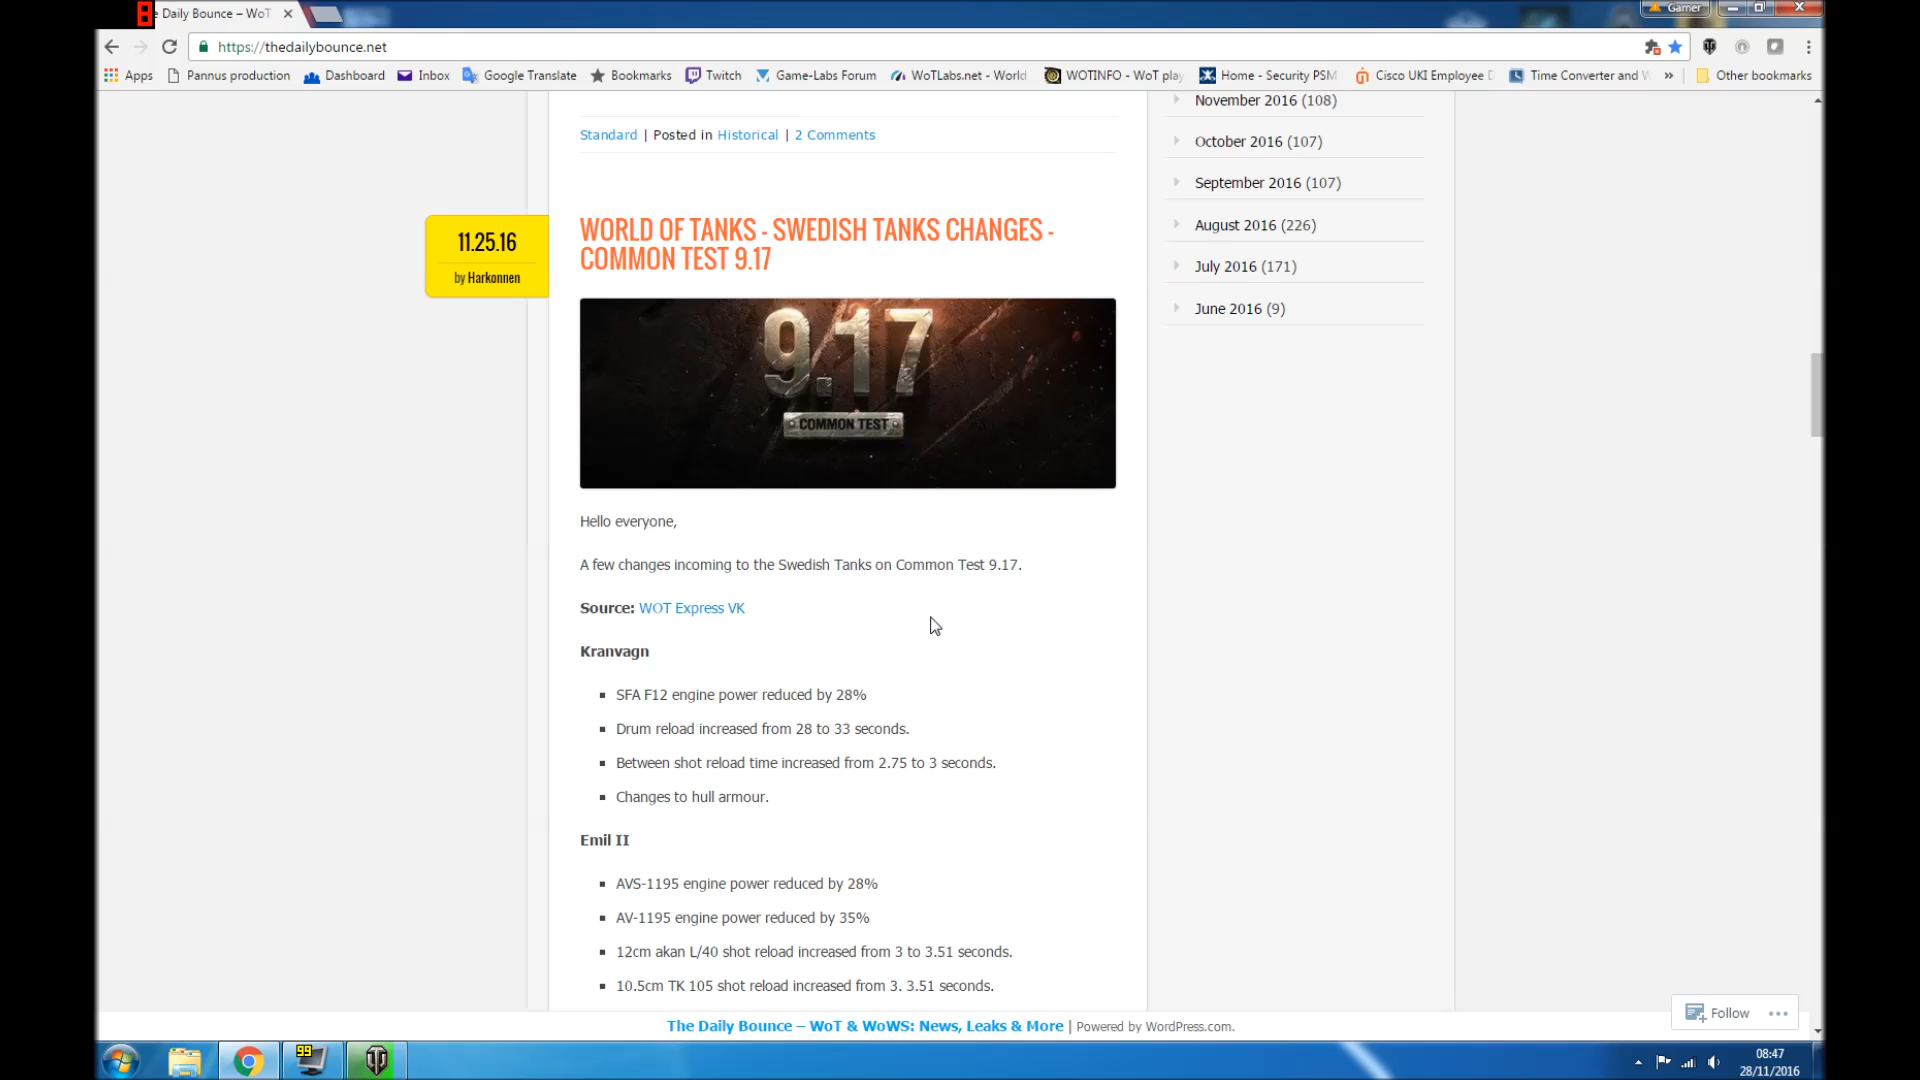 e Daily Bounce – WoT
Gamer
https://thedailybounce.net
Apps Pannus production Dashboard Inbox Google Translate Bookmarks Twitch Game-Labs Forum WoTLabs.net - World WOTINFO - WoT play Home - Security PSM Cisco UKI Employee D Time Converter and W » Other bookmarks
November 2016 (108)
Standard | Posted in Historical | 2 Comments
October 2016 (107)
September 2016 (107)
August 2016 (226)
July 2016 (171)
June 2016 (9)
11.25.16
by Harkonnen
WORLD OF TANKS - SWEDISH TANKS CHANGES -
COMMON TEST 9.17
9.17
COMMON TEST
Hello everyone,
A few changes incoming to the Swedish Tanks on Common Test 9.17.
Source: WOT Express VK
Kranvagn
SFA F12 engine power reduced by 28%
Drum reload increased from 28 to 33 seconds.
Between shot reload time increased from 2.75 to 3 seconds.
Changes to hull armour.
Emil II
AVS-1195 engine power reduced by 28%
AV-1195 engine power reduced by 35%
12cm akan L/40 shot reload increased from 3 to 3.51 seconds.
10.5cm TK 105 shot reload increased from 3. 3.51 seconds.
Follow
The Daily Bounce – WoT & WoWS: News, Leaks & More | Powered by WordPress.com.
99
08:47
28/11/2016